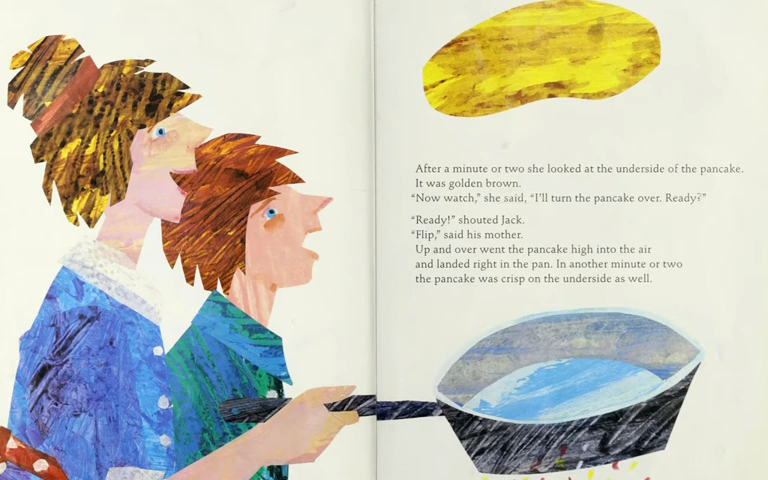 After a minute or two she looked at the underside of the pancake.
It was golden brown.
“Now watch,” she said, “I’ll turn the pancake over. Ready?”
“Ready!” shouted Jack.
“Flip,” said his mother.
Up and over went the pancake high into the air
and landed right in the pan. In another minute or two
the pancake was crisp on the underside as well.